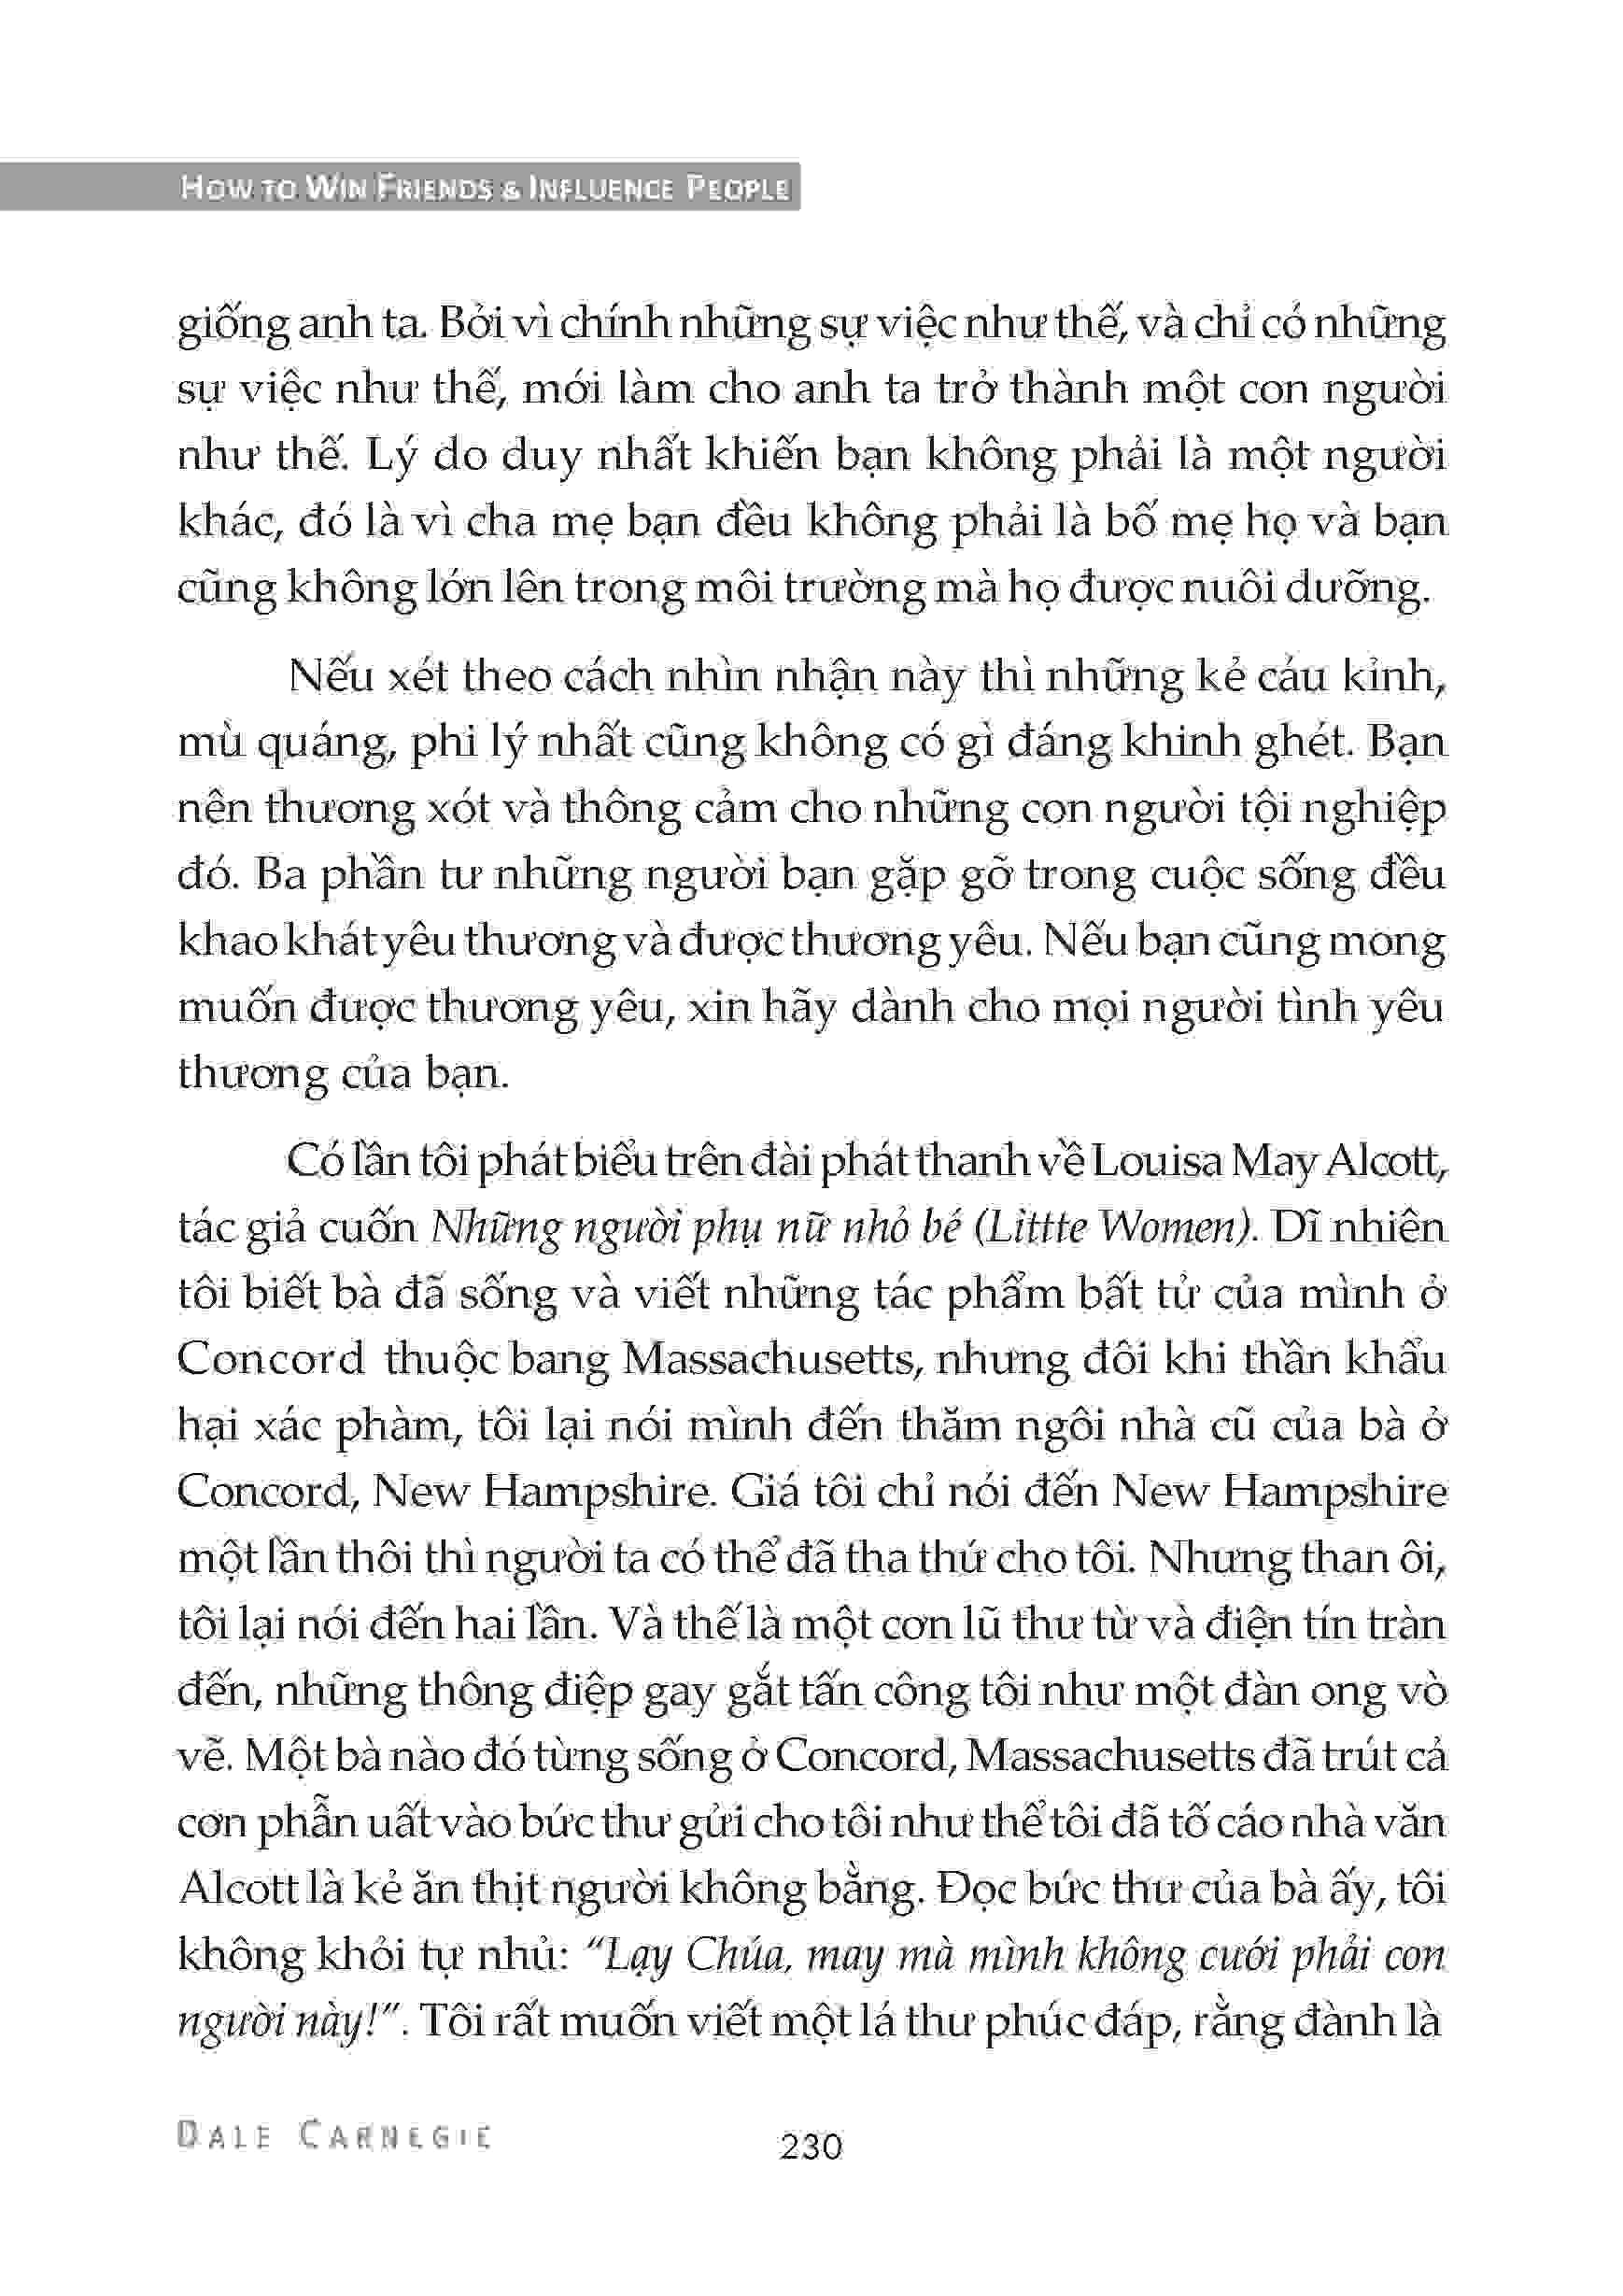 HOW TO WIN FRIENDS & INFLUENCE PEOPLE
giống anh ta. Bởi vì chính những sự việc như thế, và chỉ có những
sự việc như thế, mới làm cho anh ta trở thành một con người
như thế. Lý do duy nhất khiến bạn không phải là một người
khác, đó là vì cha mẹ bạn đều không phải là bố mẹ họ và bạn
cũng không lớn lên trong môi trường mà họ được nuôi dưỡng.
Nếu xét theo cách nhìn nhận này thì những kẻ cáu kỉnh,
mù quáng, phi lý nhất cũng không có gì đáng khinh ghét. Bạn
nên thương xót và thông cảm cho những con người tội nghiệp
đó. Ba phần tư những người bạn gặp gỡ trong cuộc sống đều
khao khát yêu thương và được thương yêu. Nếu bạn cũng mong
muốn được thương yêu, xin hãy dành cho mọi người tình yêu
thương của bạn.
Có lần tôi phát biểu trên đài phát thanh về Louisa May Alcott,
tác giả cuốn Những người phụ nữ nhỏ bé (Littte Women). Dĩ nhiên
tôi biết bà đã sống và viết những tác phẩm bất tử của mình ở
Concord thuộc bang Massachusetts, nhưng đôi khi thần khẩu
hại xác phàm, tôi lại nói mình đến thăm ngôi nhà cũ của bà ở
Concord, New Hampshire. Giá tôi chỉ nói đến New Hampshire
một lần thôi thì người ta có thể đã tha thứ cho tôi. Nhưng than ôi,
tôi lại nói đến hai lần. Và thế là một cơn lũ thư từ và điện tín tràn
đến, những thông điệp gay gắt tấn công tôi như một đàn ong vò
vẽ. Một bà nào đó từng sống ở Concord, Massachusetts đã trút cả
cơn phẫn uất vào bức thư gửi cho tôi như thể tôi đã tố cáo nhà văn
Alcott là kẻ ăn thịt người không bằng. Đọc bức thư của bà ấy, tôi
không khỏi tự nhủ: “Lạy Chúa, may mà mình không cưới phải con
người này!”. Tôi rất muốn viết một lá thư phúc đáp, rằng đành là
DALE CARNEGIE
230